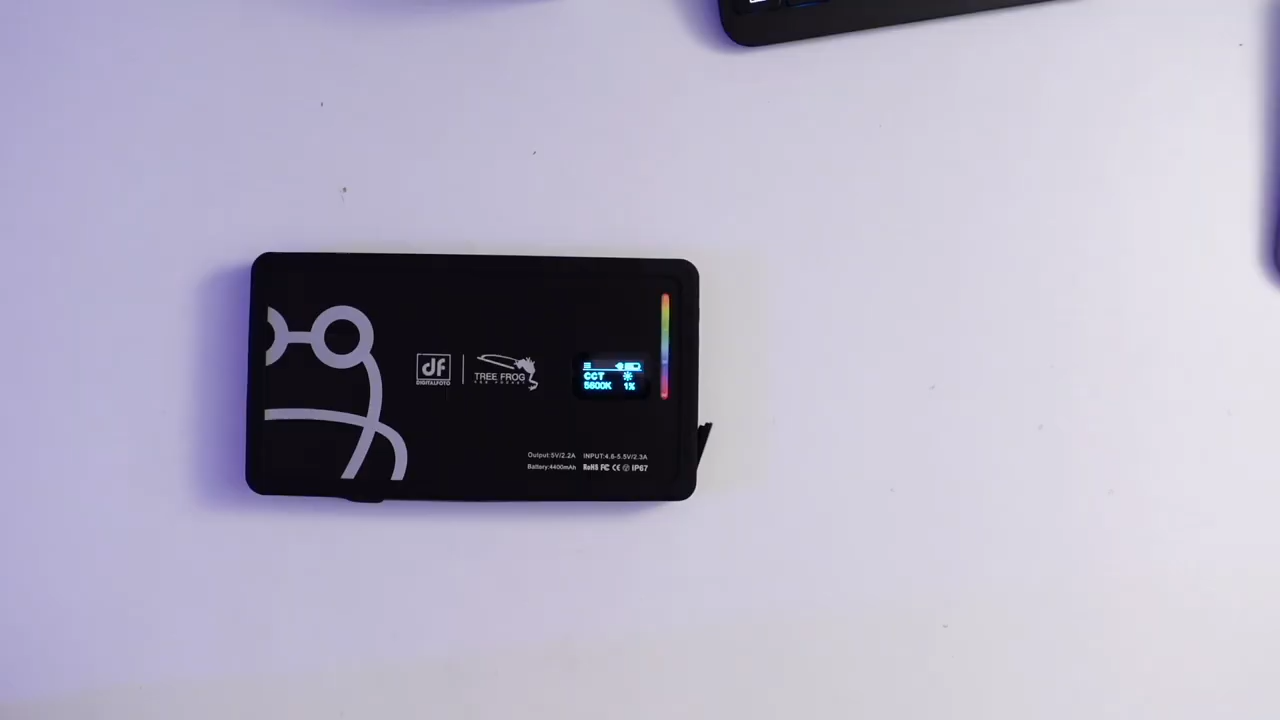 df
DIGITALFOTO
TREE FROG
CCT
5600K 1%
Output:5V/2.2A INPUT:4.6-5.5V/2.3A
Battery:4400mAh RoHS FC CE IP67